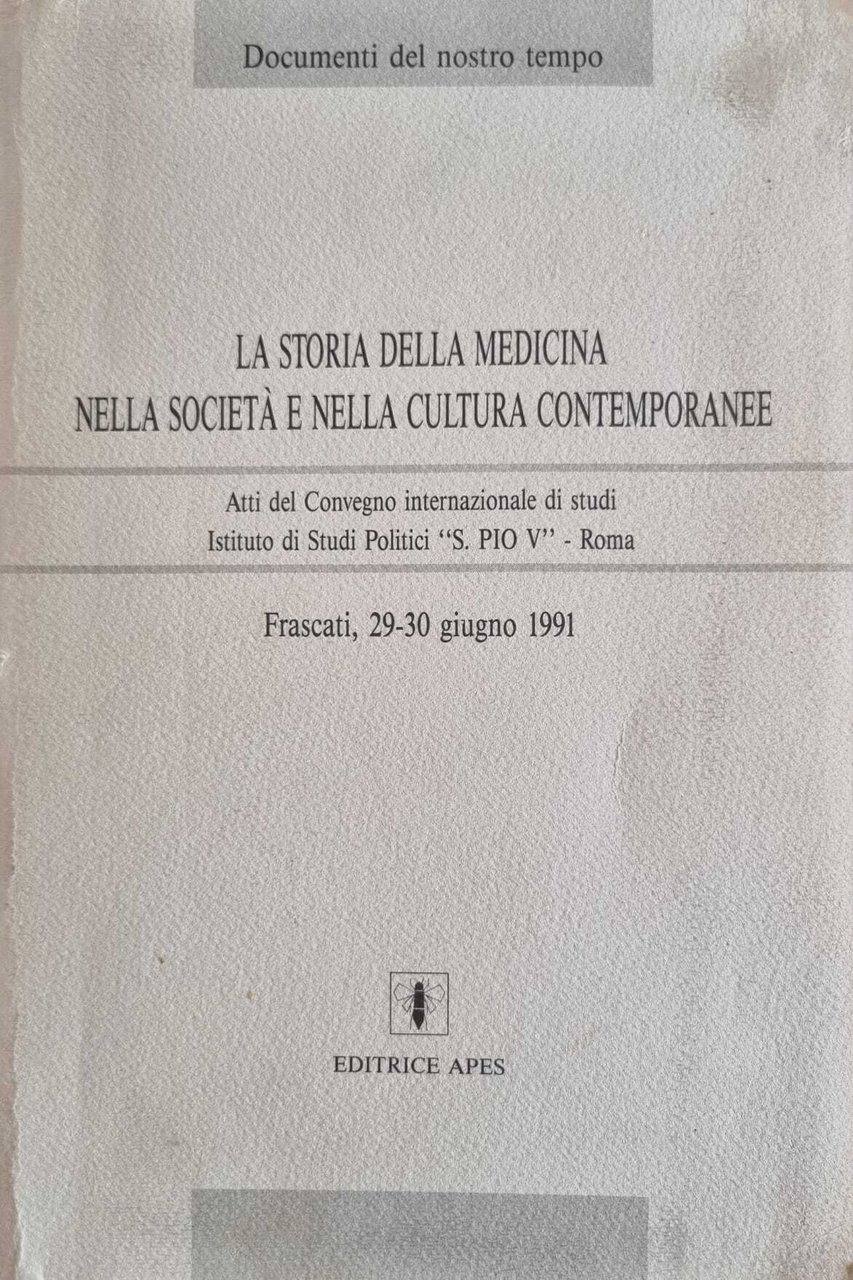 Documenti del nostro tempo
LA STORIA DELLA MEDICINA
NELLA SOCIETÀ E NELLA CULTURA CONTEMPORANEE
Atti del Convegno internazionale di studi
Istituto di Studi Politici “S. PIO V” - Roma
Frascati, 29-30 giugno 1991
EDITRICE APES